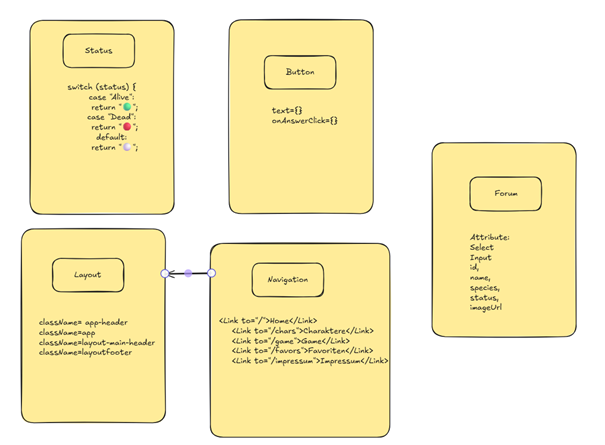 Status
switch (status) {
case "Alive":
return "🟢";
case "Dead":
return "🔴";
default:
return "⚪";
Button
text={}
onAnswerClick={}
Forum
Attribute:
Select
Input
id,
name,
species,
status,
imageUrl
Layout
className= app-header
className=app
className=layout-main-header
className=layoutfooter
Navigation
<Link to="/">Home</Link>
<Link to="/chars">Charaktere</Link>
<Link to="/game">Game</Link>
<Link to="/favors">Favoriten</Link>
<Link to="/impressum">Impressum</Link>